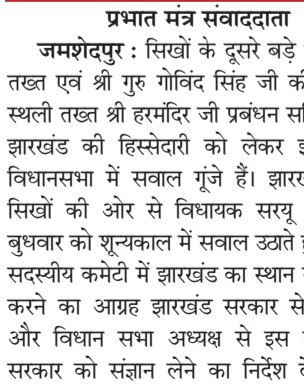 प्रभात मंत्र संवाददाता
जमशेदपुर : सिखों के दूसरे बड़े
तख्त एवं श्री गुरु गोविंद सिंह जी की
स्थली तख्त श्री हरमंदिर जी प्रबंधन
झारखंड की हिस्सेदारी को लेकर
विधानसभा में सवाल गूंजे हैं।
सिखों की ओर से विधायक सरयू
बुधवार को शून्यकाल में सवाल उठाते
सदस्यीय कमेटी में झारखंड का स्थान
करने का आग्रह झारखंड सरकार से
और विधान सभा अध्यक्ष से इस
सरकार को संज्ञान लेने का निर्देश